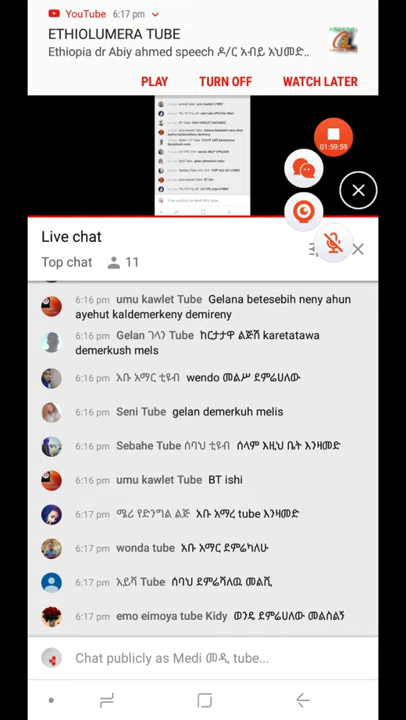 YouTube 6:17 pm
ETHIOLUMERA TUBE
Ethiopia dr Abiy ahmed speech ዶ/ር አብይ አህመድ..
PLAY TURN OFF WATCH LATER
01:59:59
Live chat
Top chat 11
6:16 pm umu kawlet Tube Gelana betesebih neny ahun
ayehut kaldemerkeny demireny
6:16 pm Gelan ገላን Tube ከርታታዋ ልጅሽ karetatawa
demerkush mels
6:16 pm አቡ አማር ቲዩብ wendo መልሥ ደምሬሀለው
6:16 pm Seni Tube gelan demerkuh melis
6:16 pm Sebahe Tube ሰባህ ቲዩብ ሰላም እዚህ ቤት እንዛመድ
6:16 pm umu kawlet Tube BT ishi
6:17 pm ሜሪ የድንግል ልጅ አቡ አማረ tube እንዛመድ
6:17 pm wonda tube አቡ አማር ደምሬካለሁ
6:17 pm አይሻ Tube ሰባህ ደምሬሻለዉ መልሺ
6:17 pm emo eimoya tube Kidy ወንዴ ደምሬሀለው መልስልኝ
Chat publicly as Medi መዲ tube...